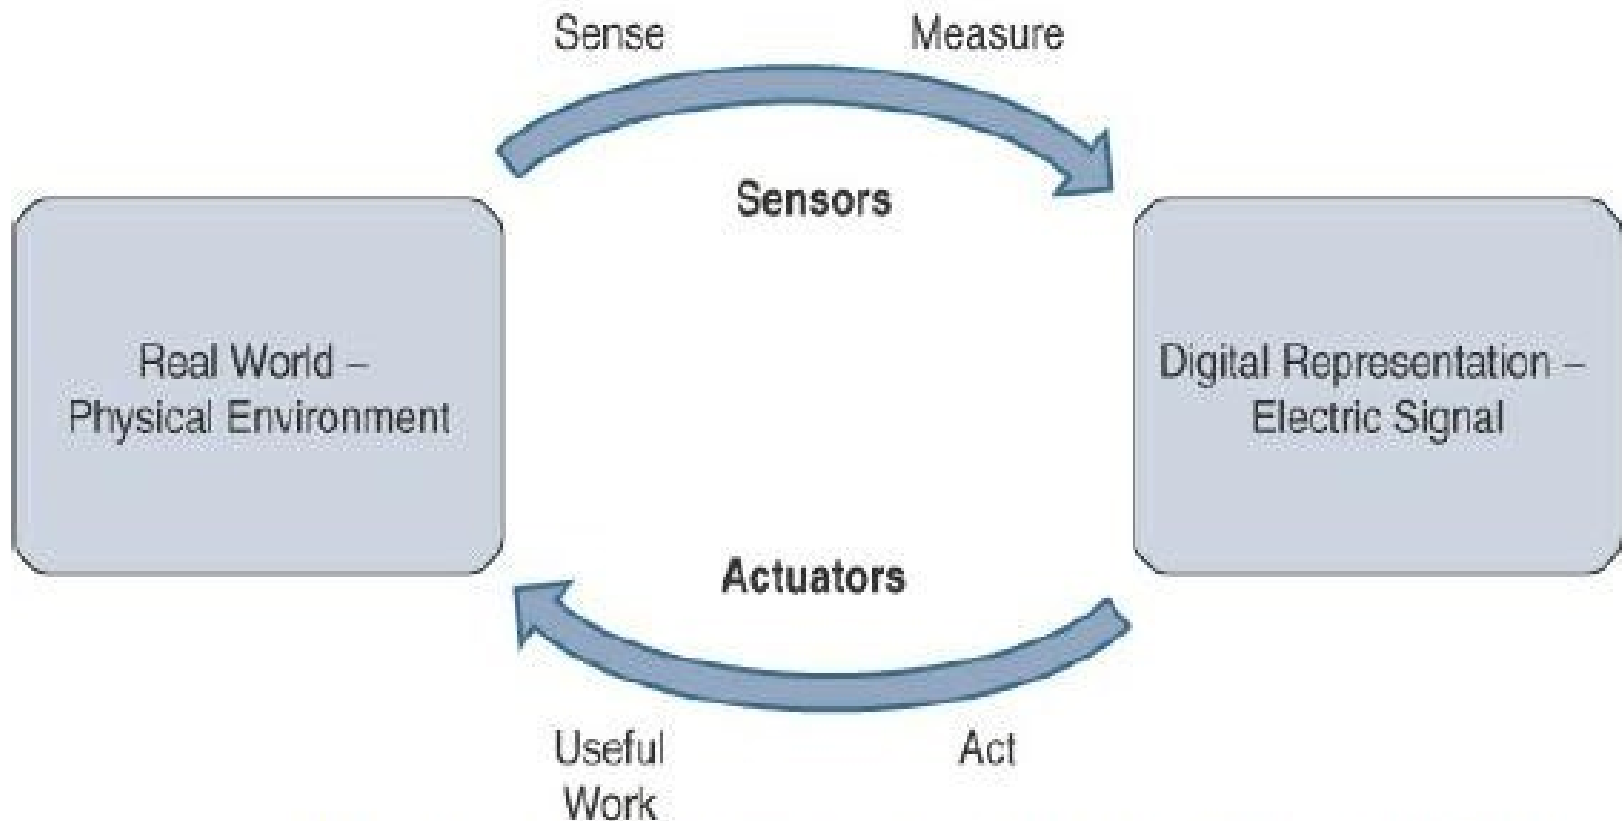 Sense
Measure
Sensors
Real World –
Physical Environment
Digital Representation –
Electric Signal
Actuators
Useful
Work
Act